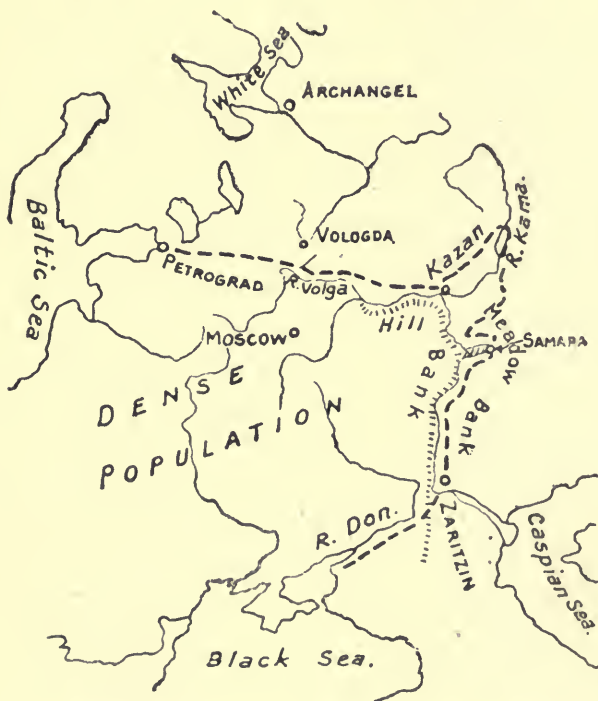 White Sea
ARCHANGEL
R. Kama.
Baltic Sea
VOLOGDA
PETROGRAD
Kazan
R. Volga
Hill
Bank
MOSCOW
Meadow
Bank
SAMARA
DENSE
POPULATION
R. Don.
ZARITZIN
Caspian Sea.
Black Sea.